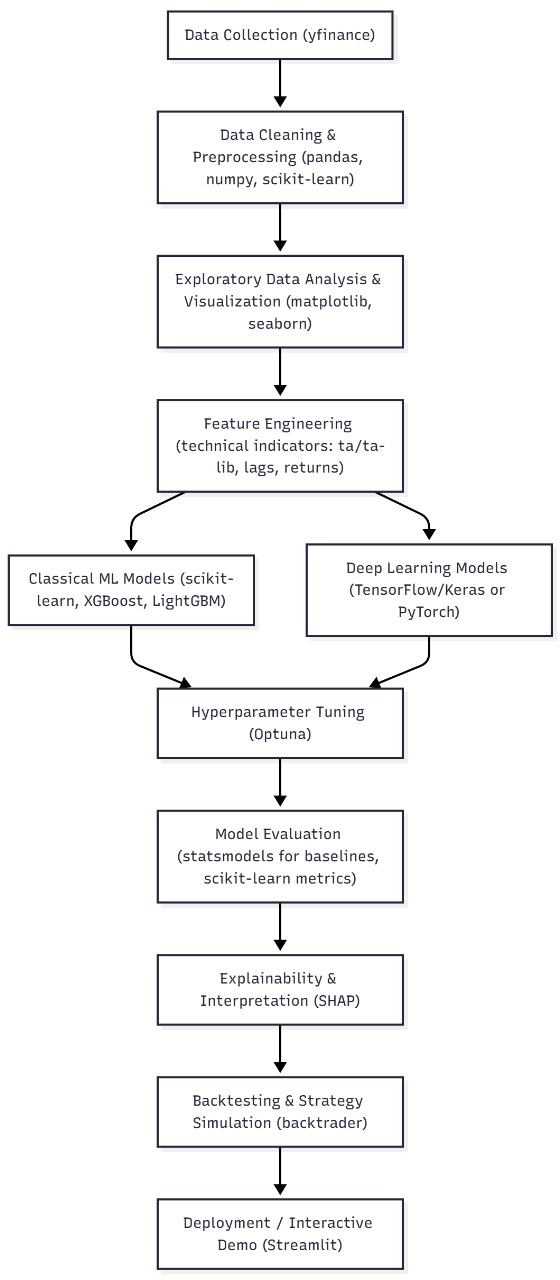 Data Collection (yfinance)
Data Cleaning &
Preprocessing (pandas,
numpy, scikit-learn)
Exploratory Data Analysis &
Visualization (matplotlib,
seaborn)
Feature Engineering
(technical indicators: ta/ta-
lib, lags, returns)
Classical ML Models (scikit-
learn, XGBoost, LightGBM)
Deep Learning Models
(TensorFlow/Keras or
PyTorch)
Hyperparameter Tuning
(Optuna)
Model Evaluation
(statsmodels for baselines,
scikit-learn metrics)
Explainability &
Interpretation (SHAP)
Backtesting & Strategy
Simulation (backtrader)
Deployment / Interactive
Demo (Streamlit)